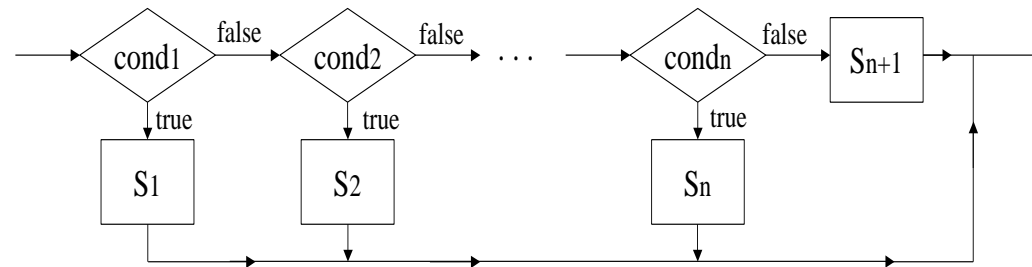 cond1
false
cond2
false
. . .
condn
false
Sn+1
true
true
true
S1
S2
Sn